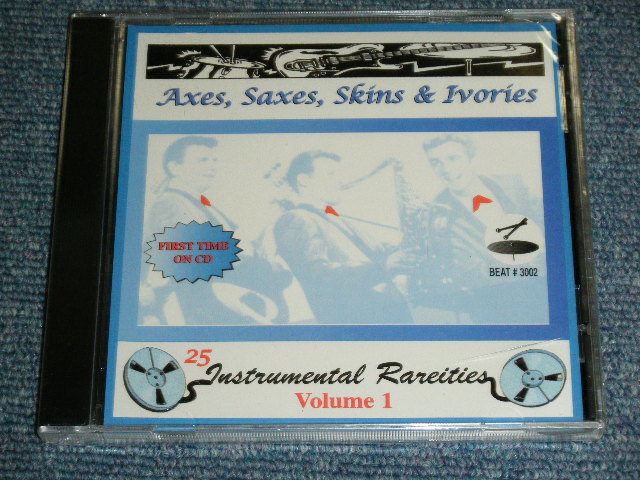 Axes, Saxes, Skins & Ivories
FIRST TIME
ON CD
BEAT # 3002
25
Instrumental Rareities
Volume 1